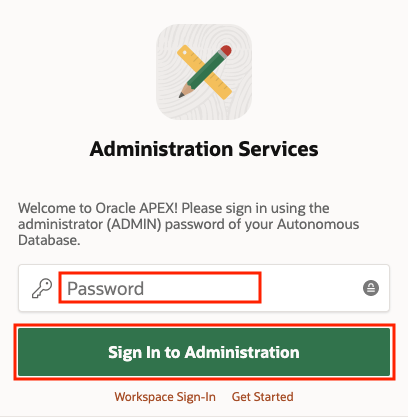 Administration Services
Welcome to Oracle APEX! Please sign in using the
administrator (ADMIN) password of your Autonomous
Database.
Password
Sign In to Administration
Workspace Sign-In Get Started